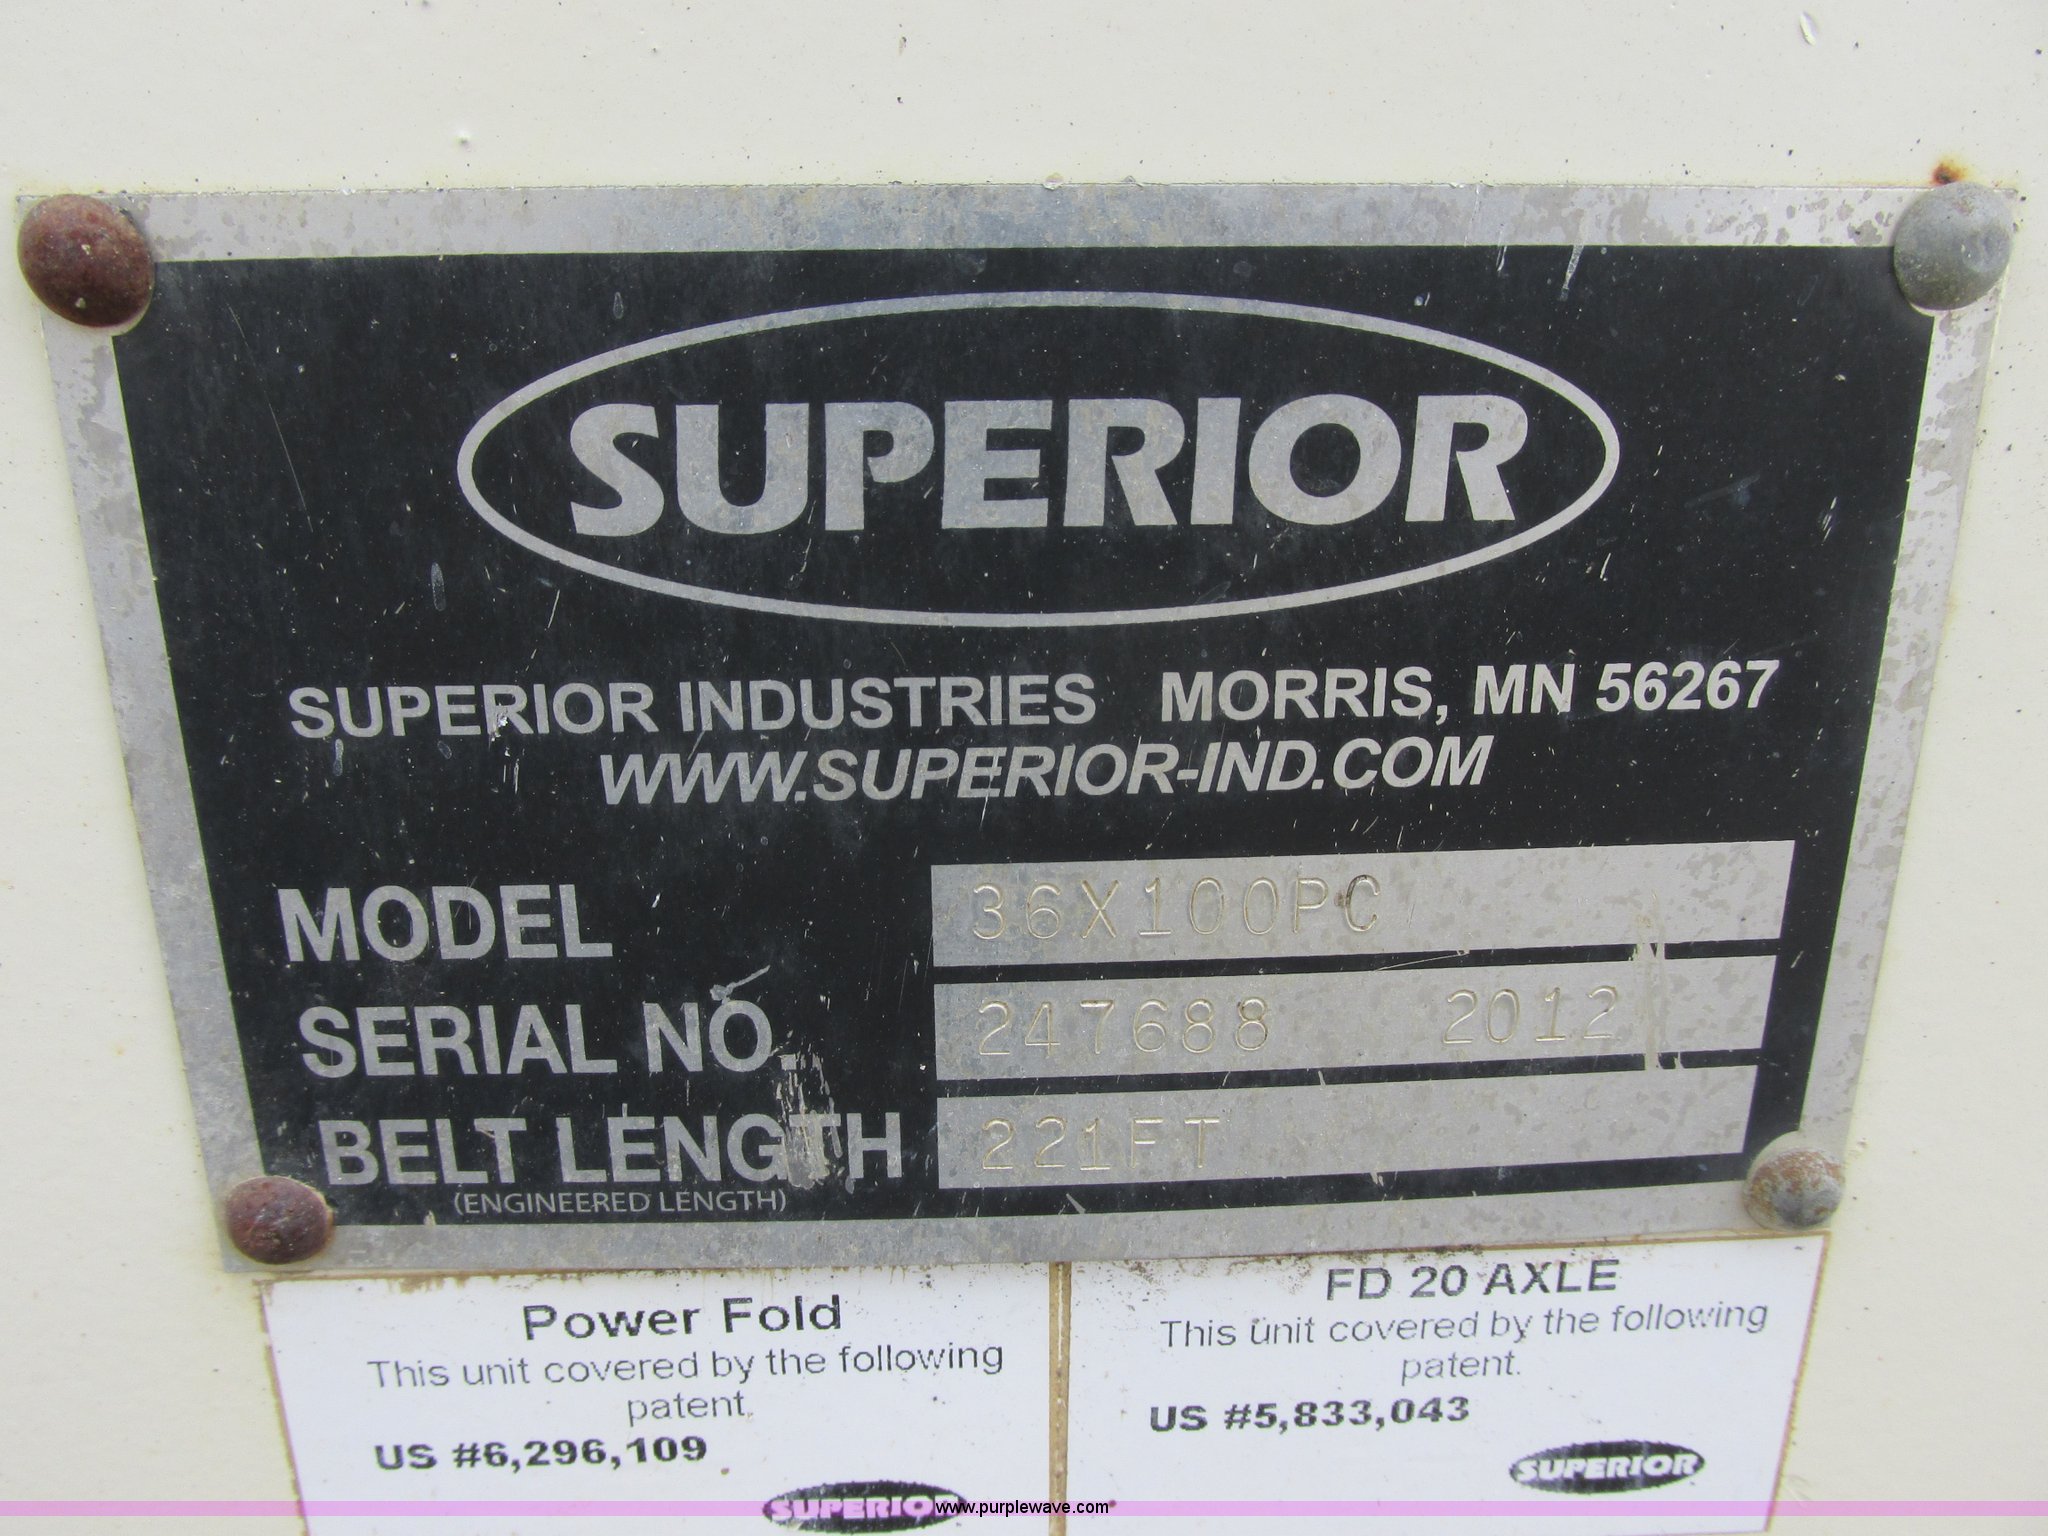 SUPERIOR
SUPERIOR INDUSTRIES MORRIS, MN 56267
WWW.SUPERIOR-IND.COM
MODEL 36X100PC
SERIAL NO. 247688 2012
BELT LENGTH 221FT
(ENGINEERED LENGTH)
Power Fold
This unit covered by the following
patent.
US #6,296,109
SUPERIOR
FD 20 AXLE
This unit covered by the following
patent.
US #5,833,043
SUPERIOR
www.purplewave.com